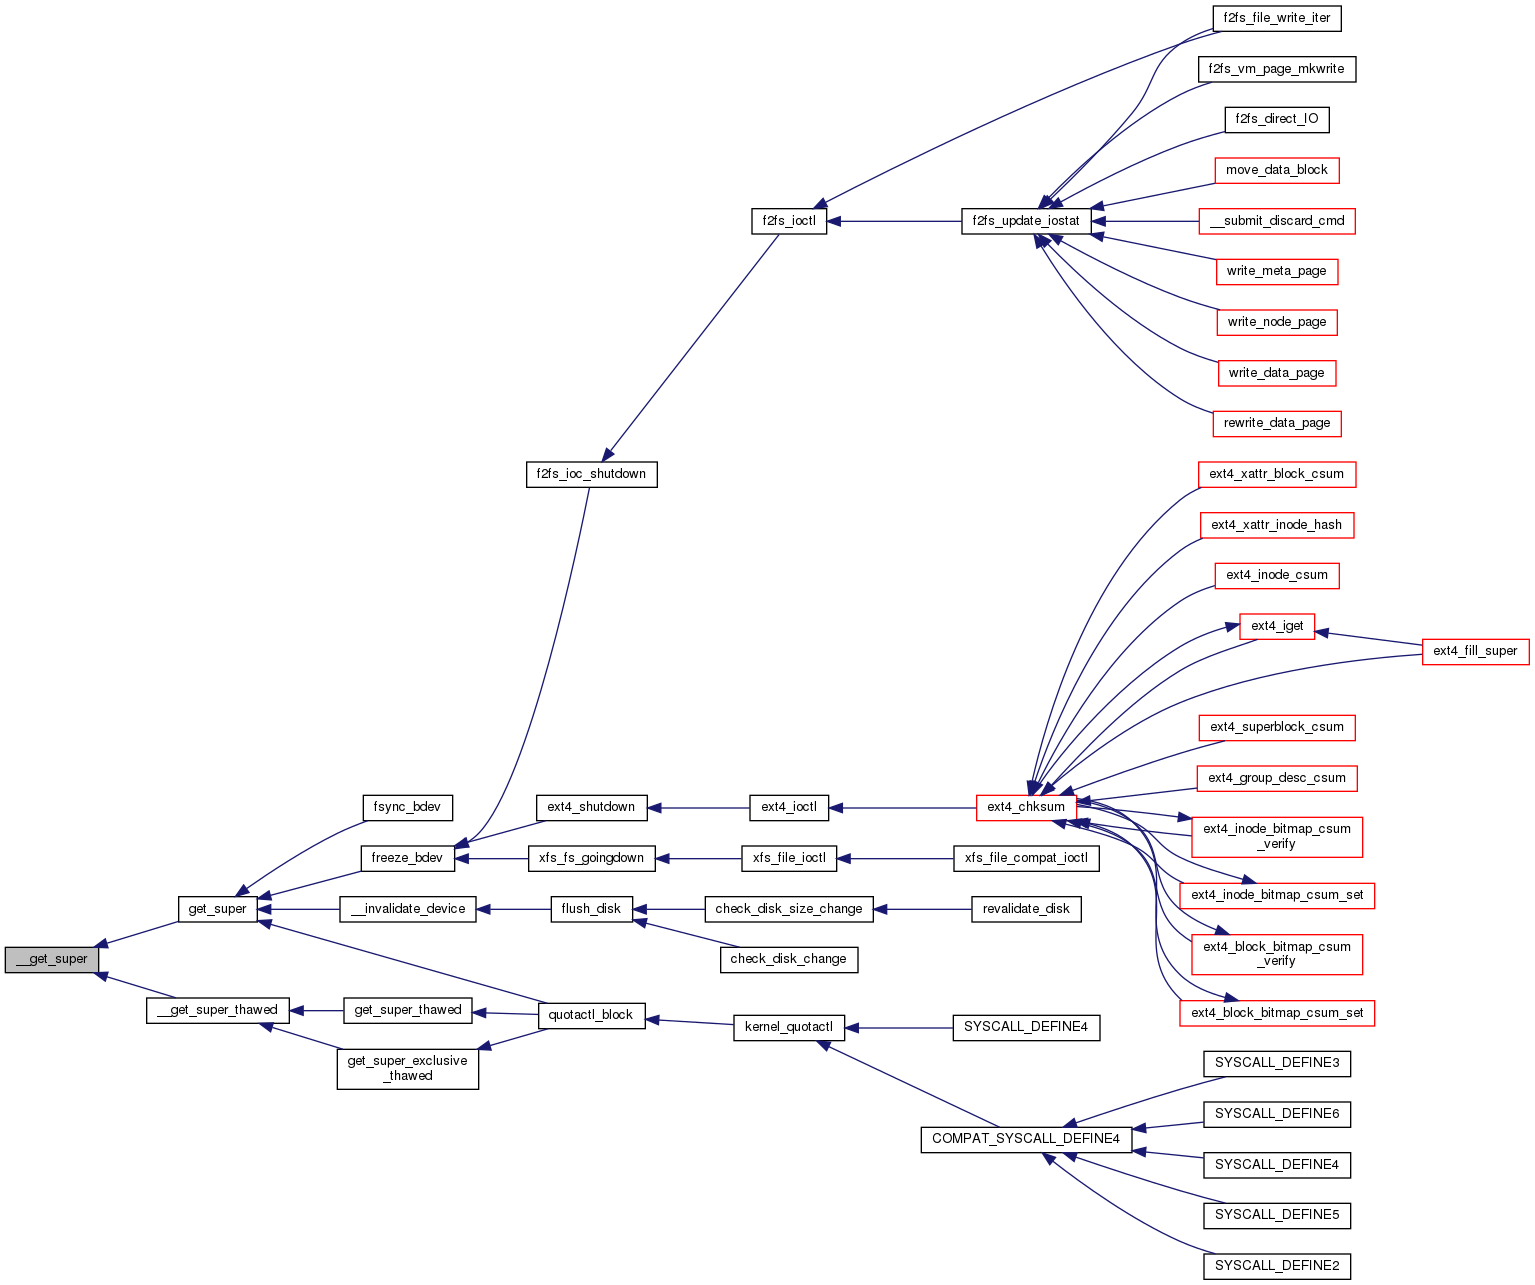 f2fs_file_write_iter
f2fs_vm_page_mkwrite
f2fs_direct_IO
move_data_block
f2fs_ioctl
f2fs_update_iostat
__submit_discard_cmd
write_meta_page
write_node_page
write_data_page
rewrite_data_page
f2fs_ioc_shutdown
ext4_xattr_block_csum
ext4_xattr_inode_hash
ext4_inode_csum
ext4_iget
ext4_fill_super
ext4_superblock_csum
ext4_group_desc_csum
fsync_bdev
ext4_shutdown
ext4_ioctl
ext4_chksum
ext4_inode_bitmap_csum
_verify
freeze_bdev
xfs_fs_goingdown
xfs_file_ioctl
xfs_file_compat_ioctl
ext4_inode_bitmap_csum_set
get_super
__invalidate_device
flush_disk
check_disk_size_change
revalidate_disk
ext4_block_bitmap_csum
_verify
__get_super
check_disk_change
__get_super_thawed
get_super_thawed
quotactl_block
ext4_block_bitmap_csum_set
kernel_quotactl
SYSCALL_DEFINE4
get_super_exclusive
_thawed
SYSCALL_DEFINE3
SYSCALL_DEFINE6
COMPAT_SYSCALL_DEFINE4
SYSCALL_DEFINE4
SYSCALL_DEFINE5
SYSCALL_DEFINE2